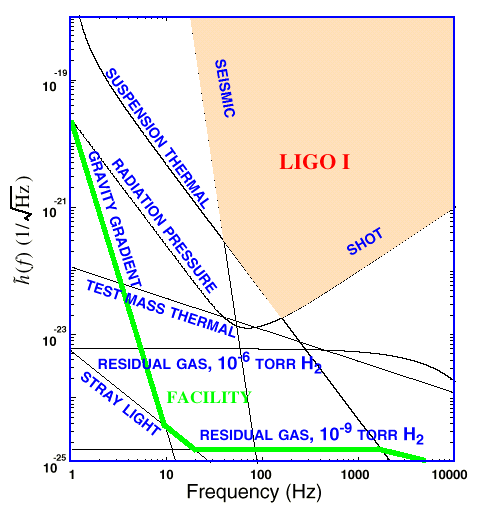 10^-19
SEISMIC
SUSPENSION THERMAL
LIGO I
GRAVITY GRADIENT
RADIATION PRESSURE
10^-21
h̃(f) (1/√Hz)
SHOT
TEST MASS THERMAL
10^-23
RESIDUAL GAS, 10^-6 TORR H₂
STRAY LIGHT
FACILITY
RESIDUAL GAS, 10^-9 TORR H₂
10^-25
1 10 100 1000 10000
Frequency (Hz)